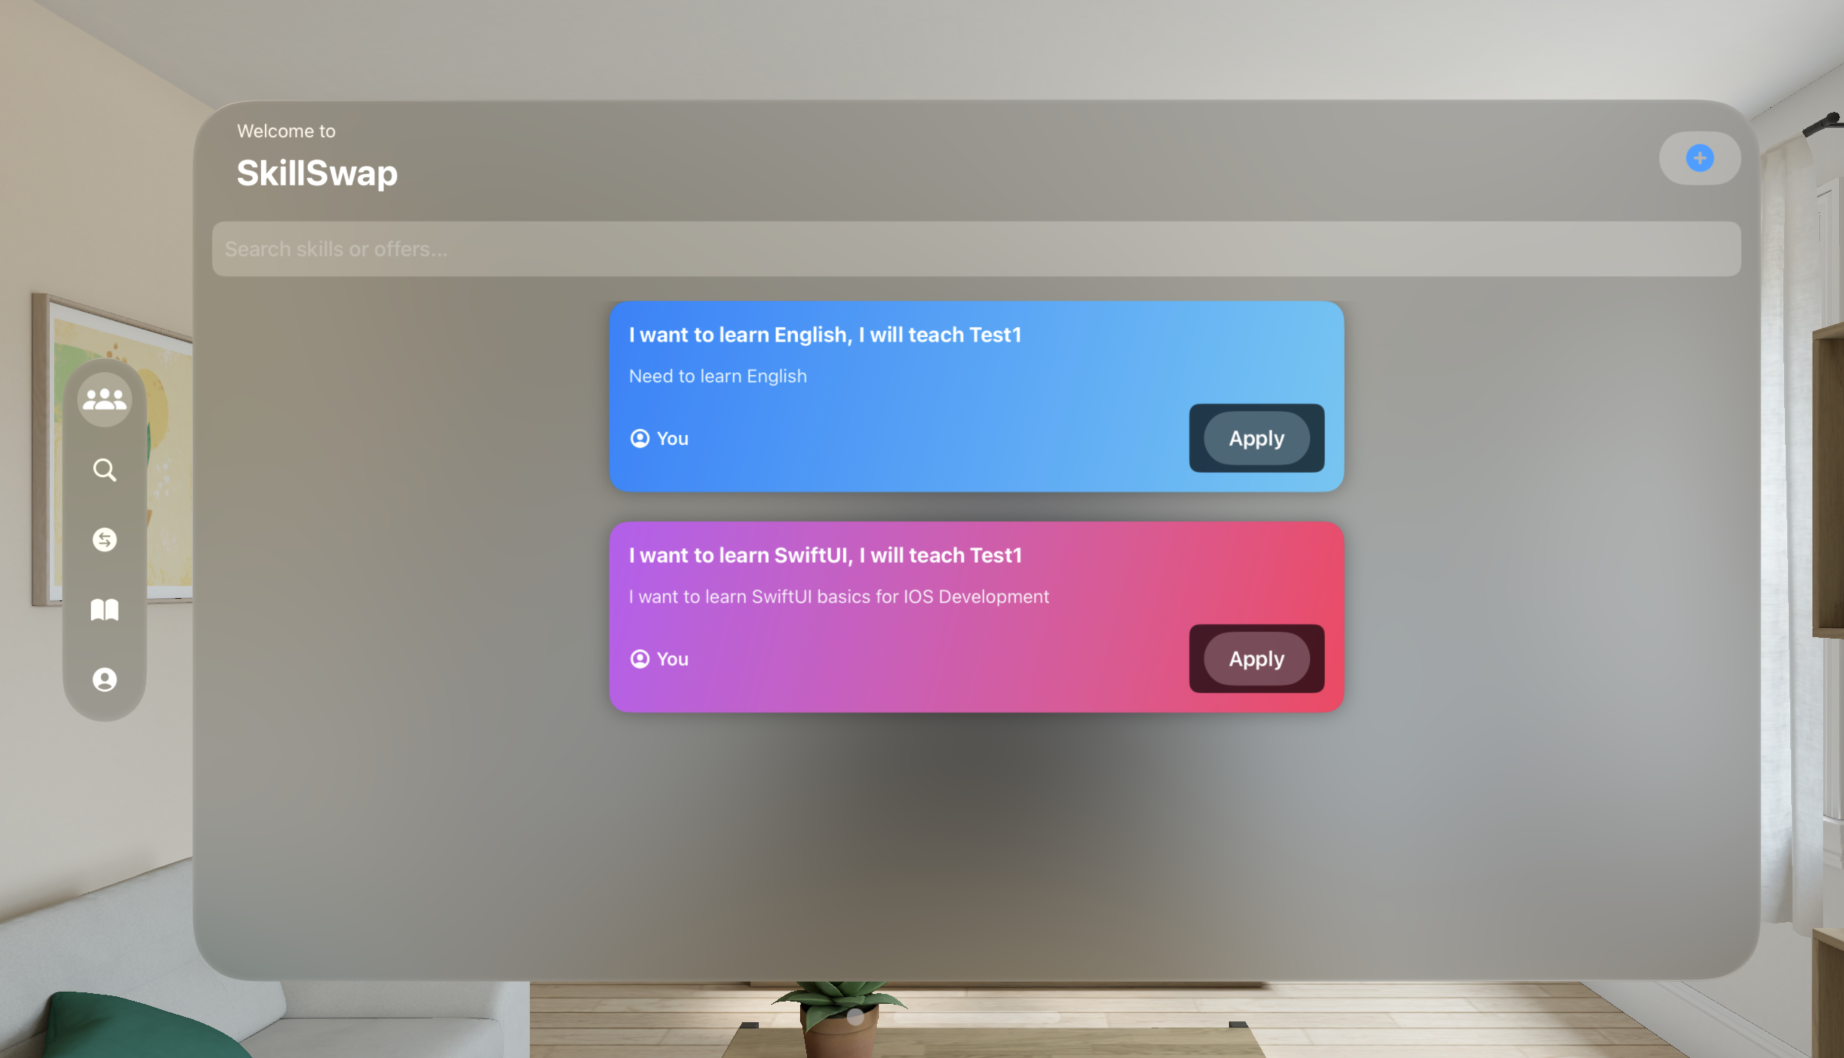 Welcome to
SkillSwap
Search skills or offers...
I want to learn English, I will teach Test1
Need to learn English
You
Apply
I want to learn SwiftUI, I will teach Test1
I want to learn SwiftUI basics for IOS Development
You
Apply